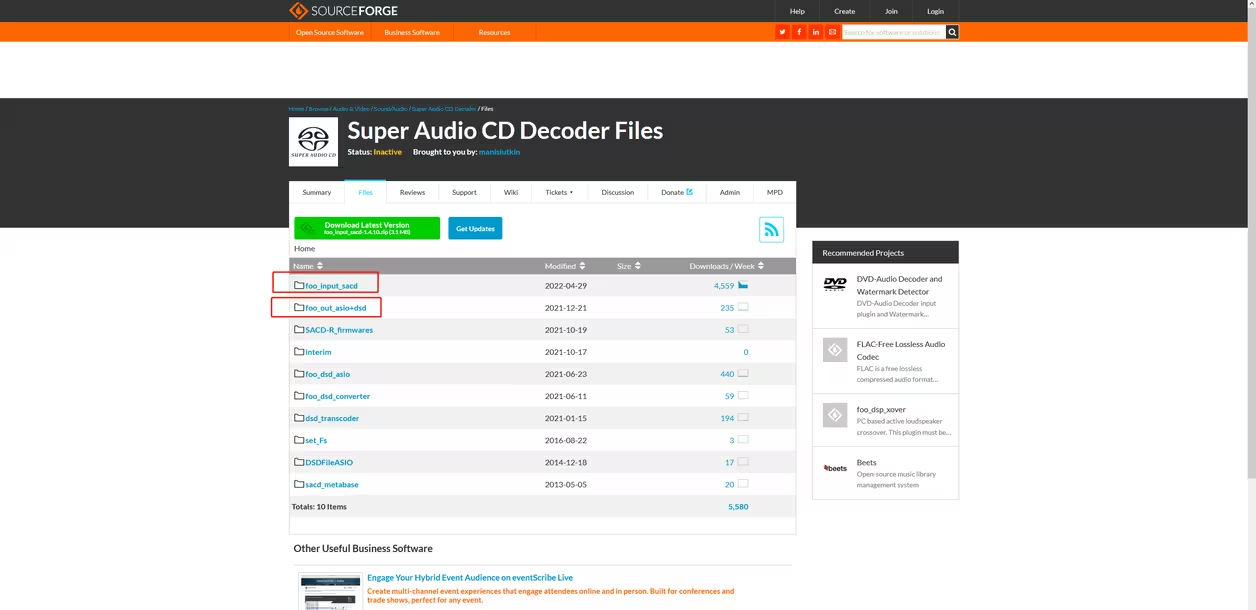 SOURCEFORGE
Help Create Join Login
Open Source Software Business Software Resources
Search for software or solutions
Home / Browse / Audio & Video / Sound/Audio / Super Audio CD Decoder / Files
SUPER AUDIO CD
Super Audio CD Decoder Files
Status: Inactive Brought to you by: manisiutkin
Summary Files Reviews Support Wiki Tickets Discussion Donate Admin MPD
Download Latest Version
foo_input_sacd-1.4.10.zip (3.1 MB)
Get Updates
Home
Name Modified Size Downloads / Week
foo_input_sacd 2022-04-29 4,559
foo_out_asio+dsd 2021-12-21 235
SACD-R_firmwares 2021-10-19 53
interim 2021-10-17 0
foo_dsd_asio 2021-06-23 440
foo_dsd_converter 2021-06-11 59
dsd_transcoder 2021-01-15 194
set_Fs 2016-08-22 3
DSDFileASIO 2014-12-18 17
sacd_metabase 2013-05-05 20
Totals: 10 Items 5,580
Recommended Projects
DVD-Audio Decoder and
Watermark Detector
DVD-Audio Decoder input
plugin and Watermark...
FLAC-Free Lossless Audio
Codec
FLAC is a free lossless
compressed audio format...
foo_dsp_xover
PC based active loudspeaker
crossover. This plugin must be...
beets
Beets
Open-source music library
management system
Other Useful Business Software
Engage Your Hybrid Event Audience on eventScribe Live
Create multi-channel event experiences that engage attendees online and in person. Built for conferences and
trade shows, perfect for any event.